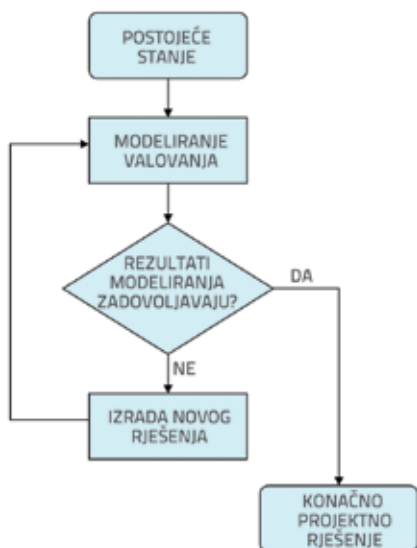 POSTOJEĆE
STANJE
MODELIRANJE
VALOVANJA
REZULTATI
MODELIRANJA
ZADOVOLJAVAJU?
DA
NE
IZRADA NOVOG
RJEŠENJA
KONAČNO
PROJEKTNO
RJEŠENJE